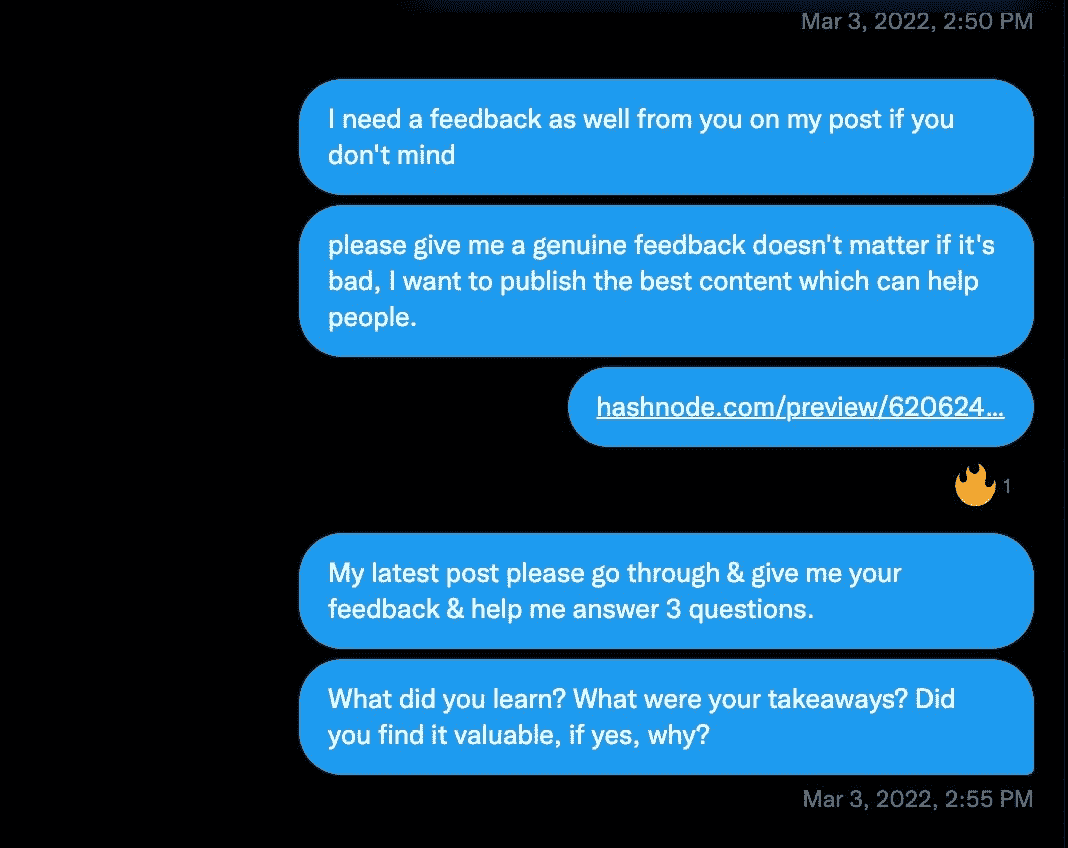 Mar 3, 2022, 2:50 PM
I need a feedback as well from you on my post if you
don't mind
please give me a genuine feedback doesn't matter if it's
bad, I want to publish the best content which can help
people.
hashnode.com/preview/620624...
1
My latest post please go through & give me your
feedback & help me answer 3 questions.
What did you learn? What were your takeaways? Did
you find it valuable, if yes, why?
Mar 3, 2022, 2:55 PM